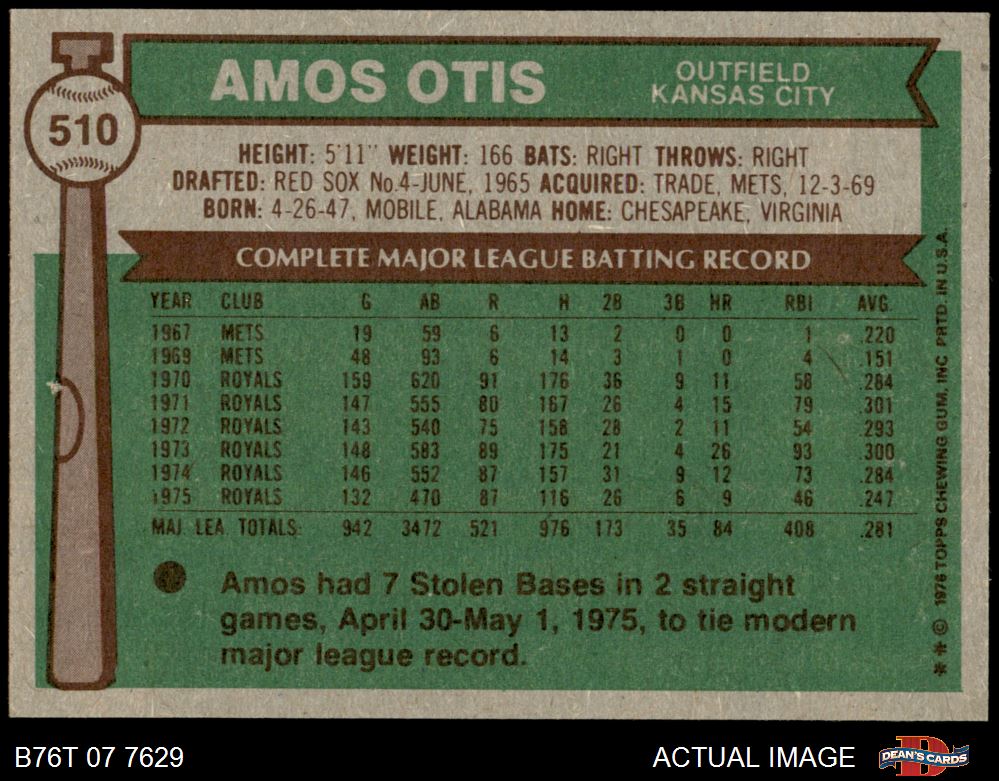 510
AMOS OTIS
OUTFIELD
KANSAS CITY
HEIGHT: 5'11" WEIGHT: 166 BATS: RIGHT THROWS: RIGHT
DRAFTED: RED SOX No.4-JUNE, 1965 ACQUIRED: TRADE, METS, 12-3-69
BORN: 4-26-47, MOBILE, ALABAMA HOME: CHESAPEAKE, VIRGINIA
COMPLETE MAJOR LEAGUE BATTING RECORD
YEAR CLUB G AB R H 2B 3B HR RBI AVG.
1967 METS 19 59 6 13 2 0 0 1 .220
1969 METS 48 93 6 14 3 1 0 4 .151
1970 ROYALS 159 620 91 176 36 9 11 58 .284
1971 ROYALS 147 555 80 167 26 4 15 79 .301
1972 ROYALS 143 540 75 158 28 2 11 54 .293
1973 ROYALS 148 583 89 175 21 4 26 93 .300
1974 ROYALS 146 552 87 157 31 9 12 73 .284
1975 ROYALS 132 470 87 116 26 6 9 46 .247
MAJ. LEA. TOTALS: 942 3472 521 976 173 35 84 408 .281
Amos had 7 Stolen Bases in 2 straight
games, April 30-May 1, 1975, to tie modern
major league record.
** © 1976 TOPPS CHEWING GUM, INC. PRTD. IN U.S.A.
B76T 07 7629
ACTUAL IMAGE
DEAN'S CARDS